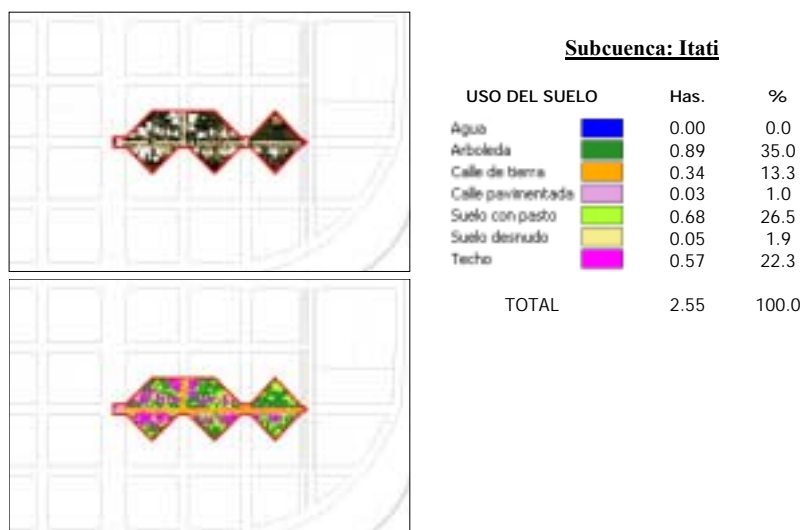 Subcuenca: Itati
USO DEL SUELO Has. %
Agua 0.00 0.0
Arboleda 0.89 35.0
Calle de tierra 0.34 13.3
Calle pavimentada 0.03 1.0
Suelo con pasto 0.68 26.5
Suelo desnudo 0.05 1.9
Techo 0.57 22.3
TOTAL 2.55 100.0